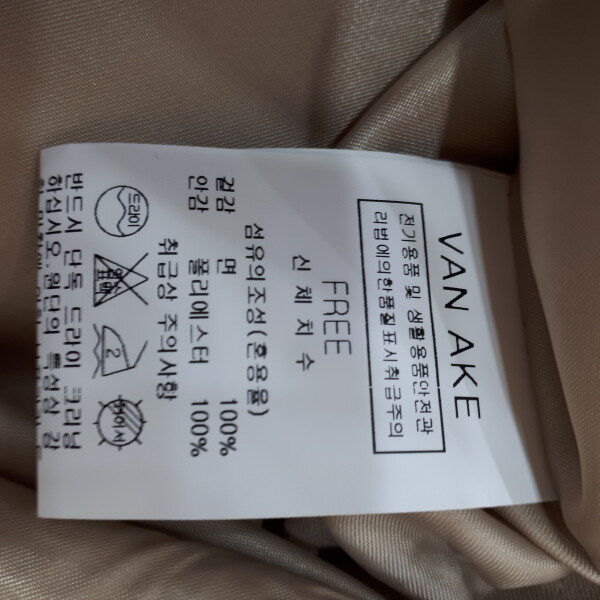 VAN AKE
전기용품 및 생활용품안전관
리법에의한 품질표시취급주의
FREE
신 체 치 수
섬유의조성(혼용율)
겉감 면 100%
안감 폴리에스터 100%
취급상 주의사항
드라이
2
반드시 단독 드라이 크리닝
하십시오.원단의 특성상 감